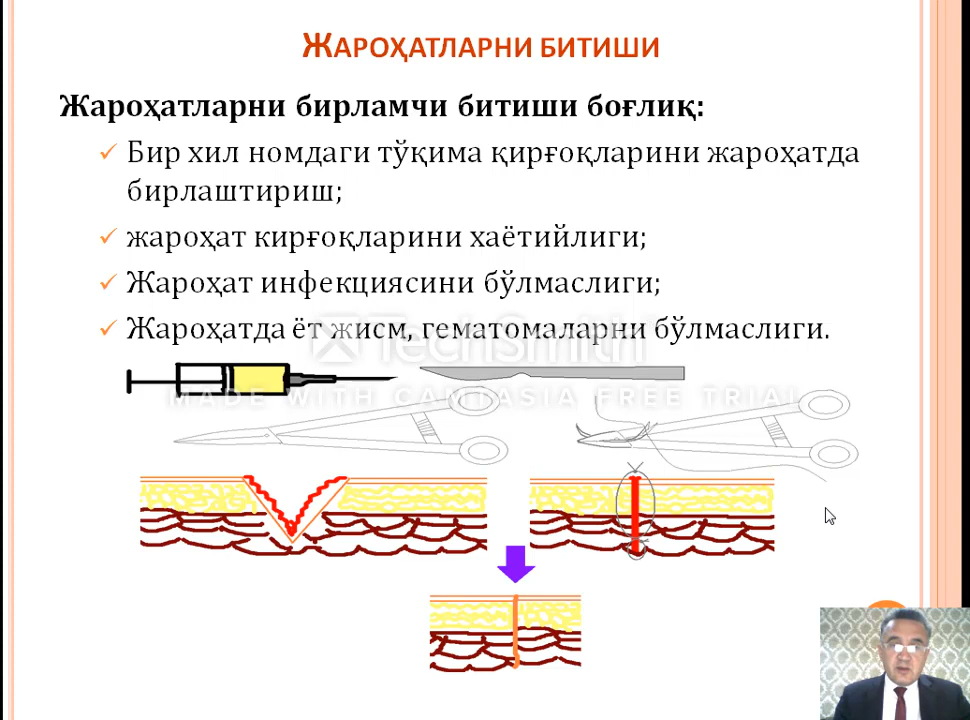 Жароҳатларни битиши
Жароҳатларни бирламчи битиши боғлиқ:
Бир хил номдаги тўқима қирғоқларини жароҳатда
бирлаштириш;
жароҳат кирғоқларини хаётийлиги;
Жароҳат инфекциясини бўлмаслиги;
Жароҳатда ёт жисм, гематомаларни бўлмаслиги.
TechSmith
MADE WITH CAMTASIA FREE TRIAL